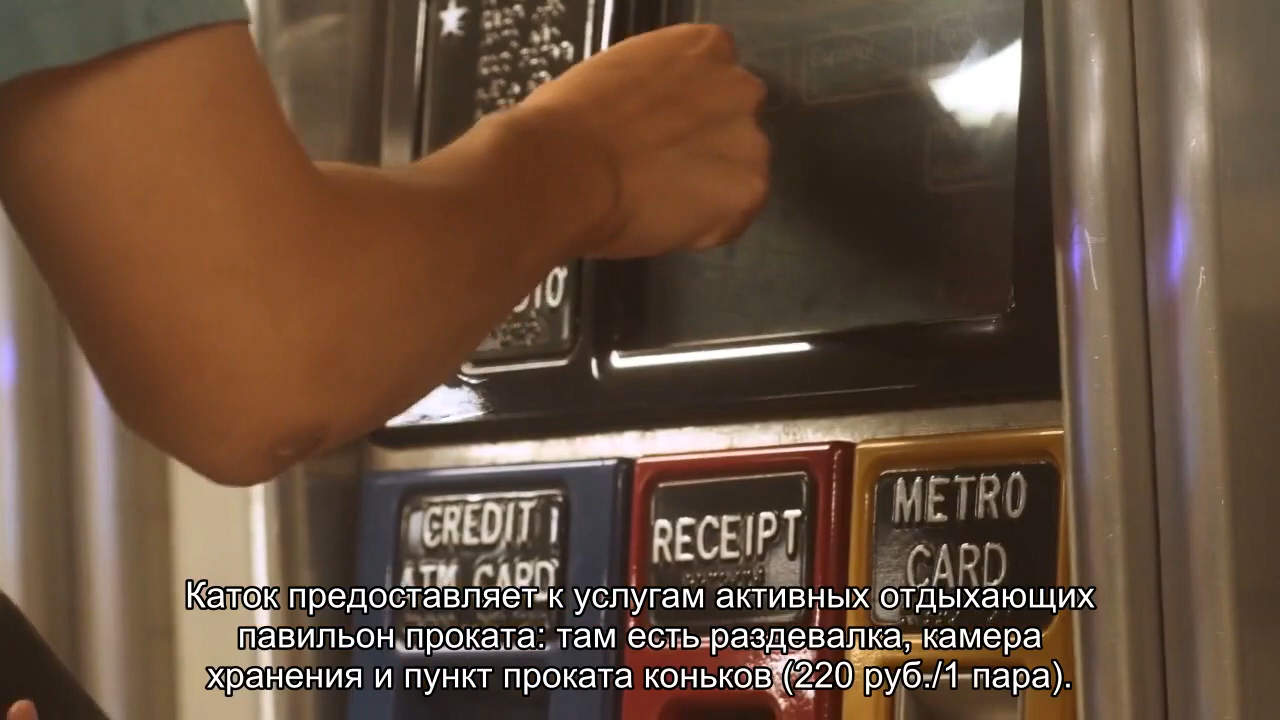 CREDIT
ATM CARD
RECEIPT
METRO
CARD
Каток предоставляет к услугам активных отдыхающих
павильон проката: там есть раздевалка, камера
хранения и пункт проката коньков (220 руб./1 пара).